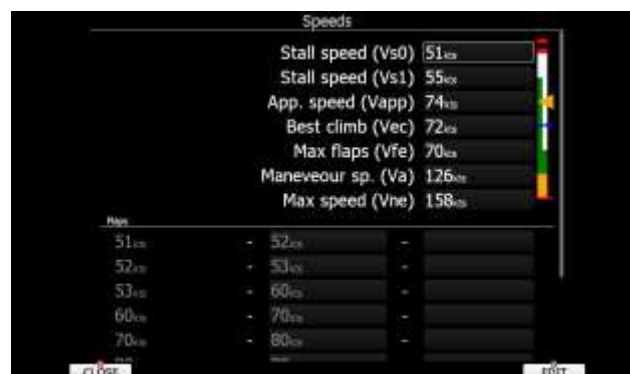 Speeds
Stall speed (Vs0) 51kts
Stall speed (Vs1) 55kts
App. speed (Vapp) 74kts
Best climb (Vec) 72kts
Max flaps (Vfe) 70kts
Maneveour sp. (Va) 126kts
Max speed (Vne) 158kts
Flaps
51kts - 52kts -
52kts - 53kts -
53kts - 60kts -
60kts - 70kts -
70kts - 80kts -
CLOSE EDIT